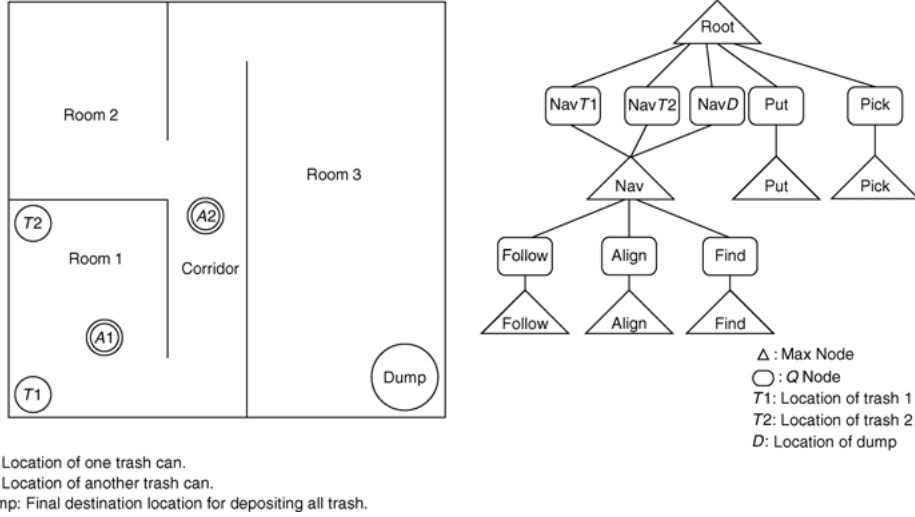 Room 2
Room 3
T2
A2
Room 1
Corridor
A1
T1
Dump
Location of one trash can.
Location of another trash can.
mp: Final destination location for depositing all trash.
Root
NavT1
NavT2
NavD
Put
Pick
Nav
Put
Pick
Follow
Align
Find
Follow
Align
Find
: Max Node
: Q Node
T1: Location of trash 1
T2: Location of trash 2
D: Location of dump